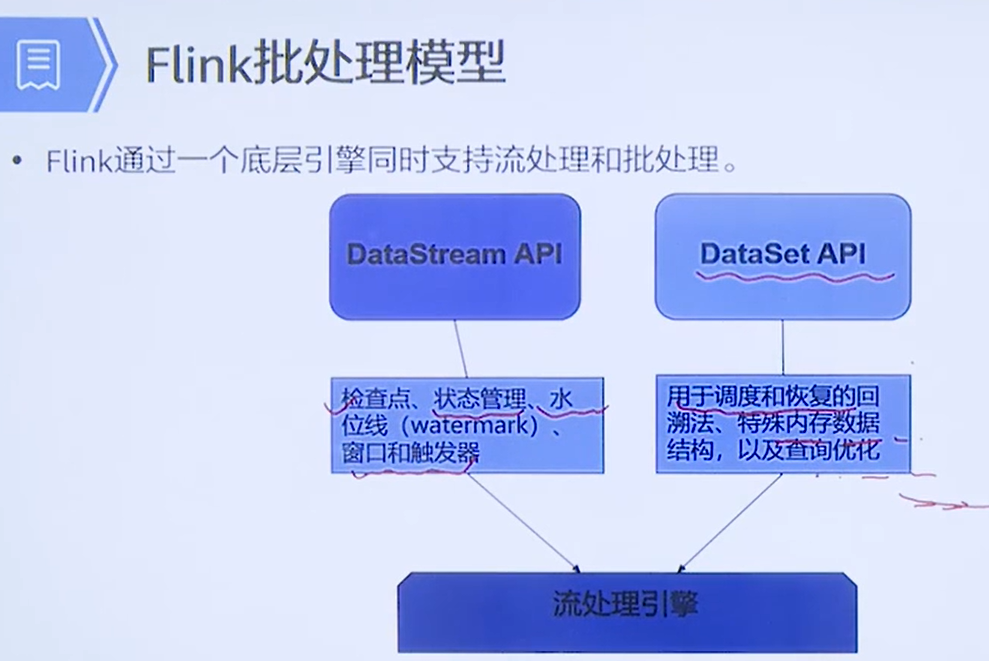 Flink批处理模型
• Flink通过一个底层引擎同时支持流处理和批处理。
DataStream API
DataSet API
检查点、状态管理、水
位线（watermark）、
窗口和触发器
用于调度和恢复的回
溯法、特殊内存数据
结构，以及查询优化
流处理引擎